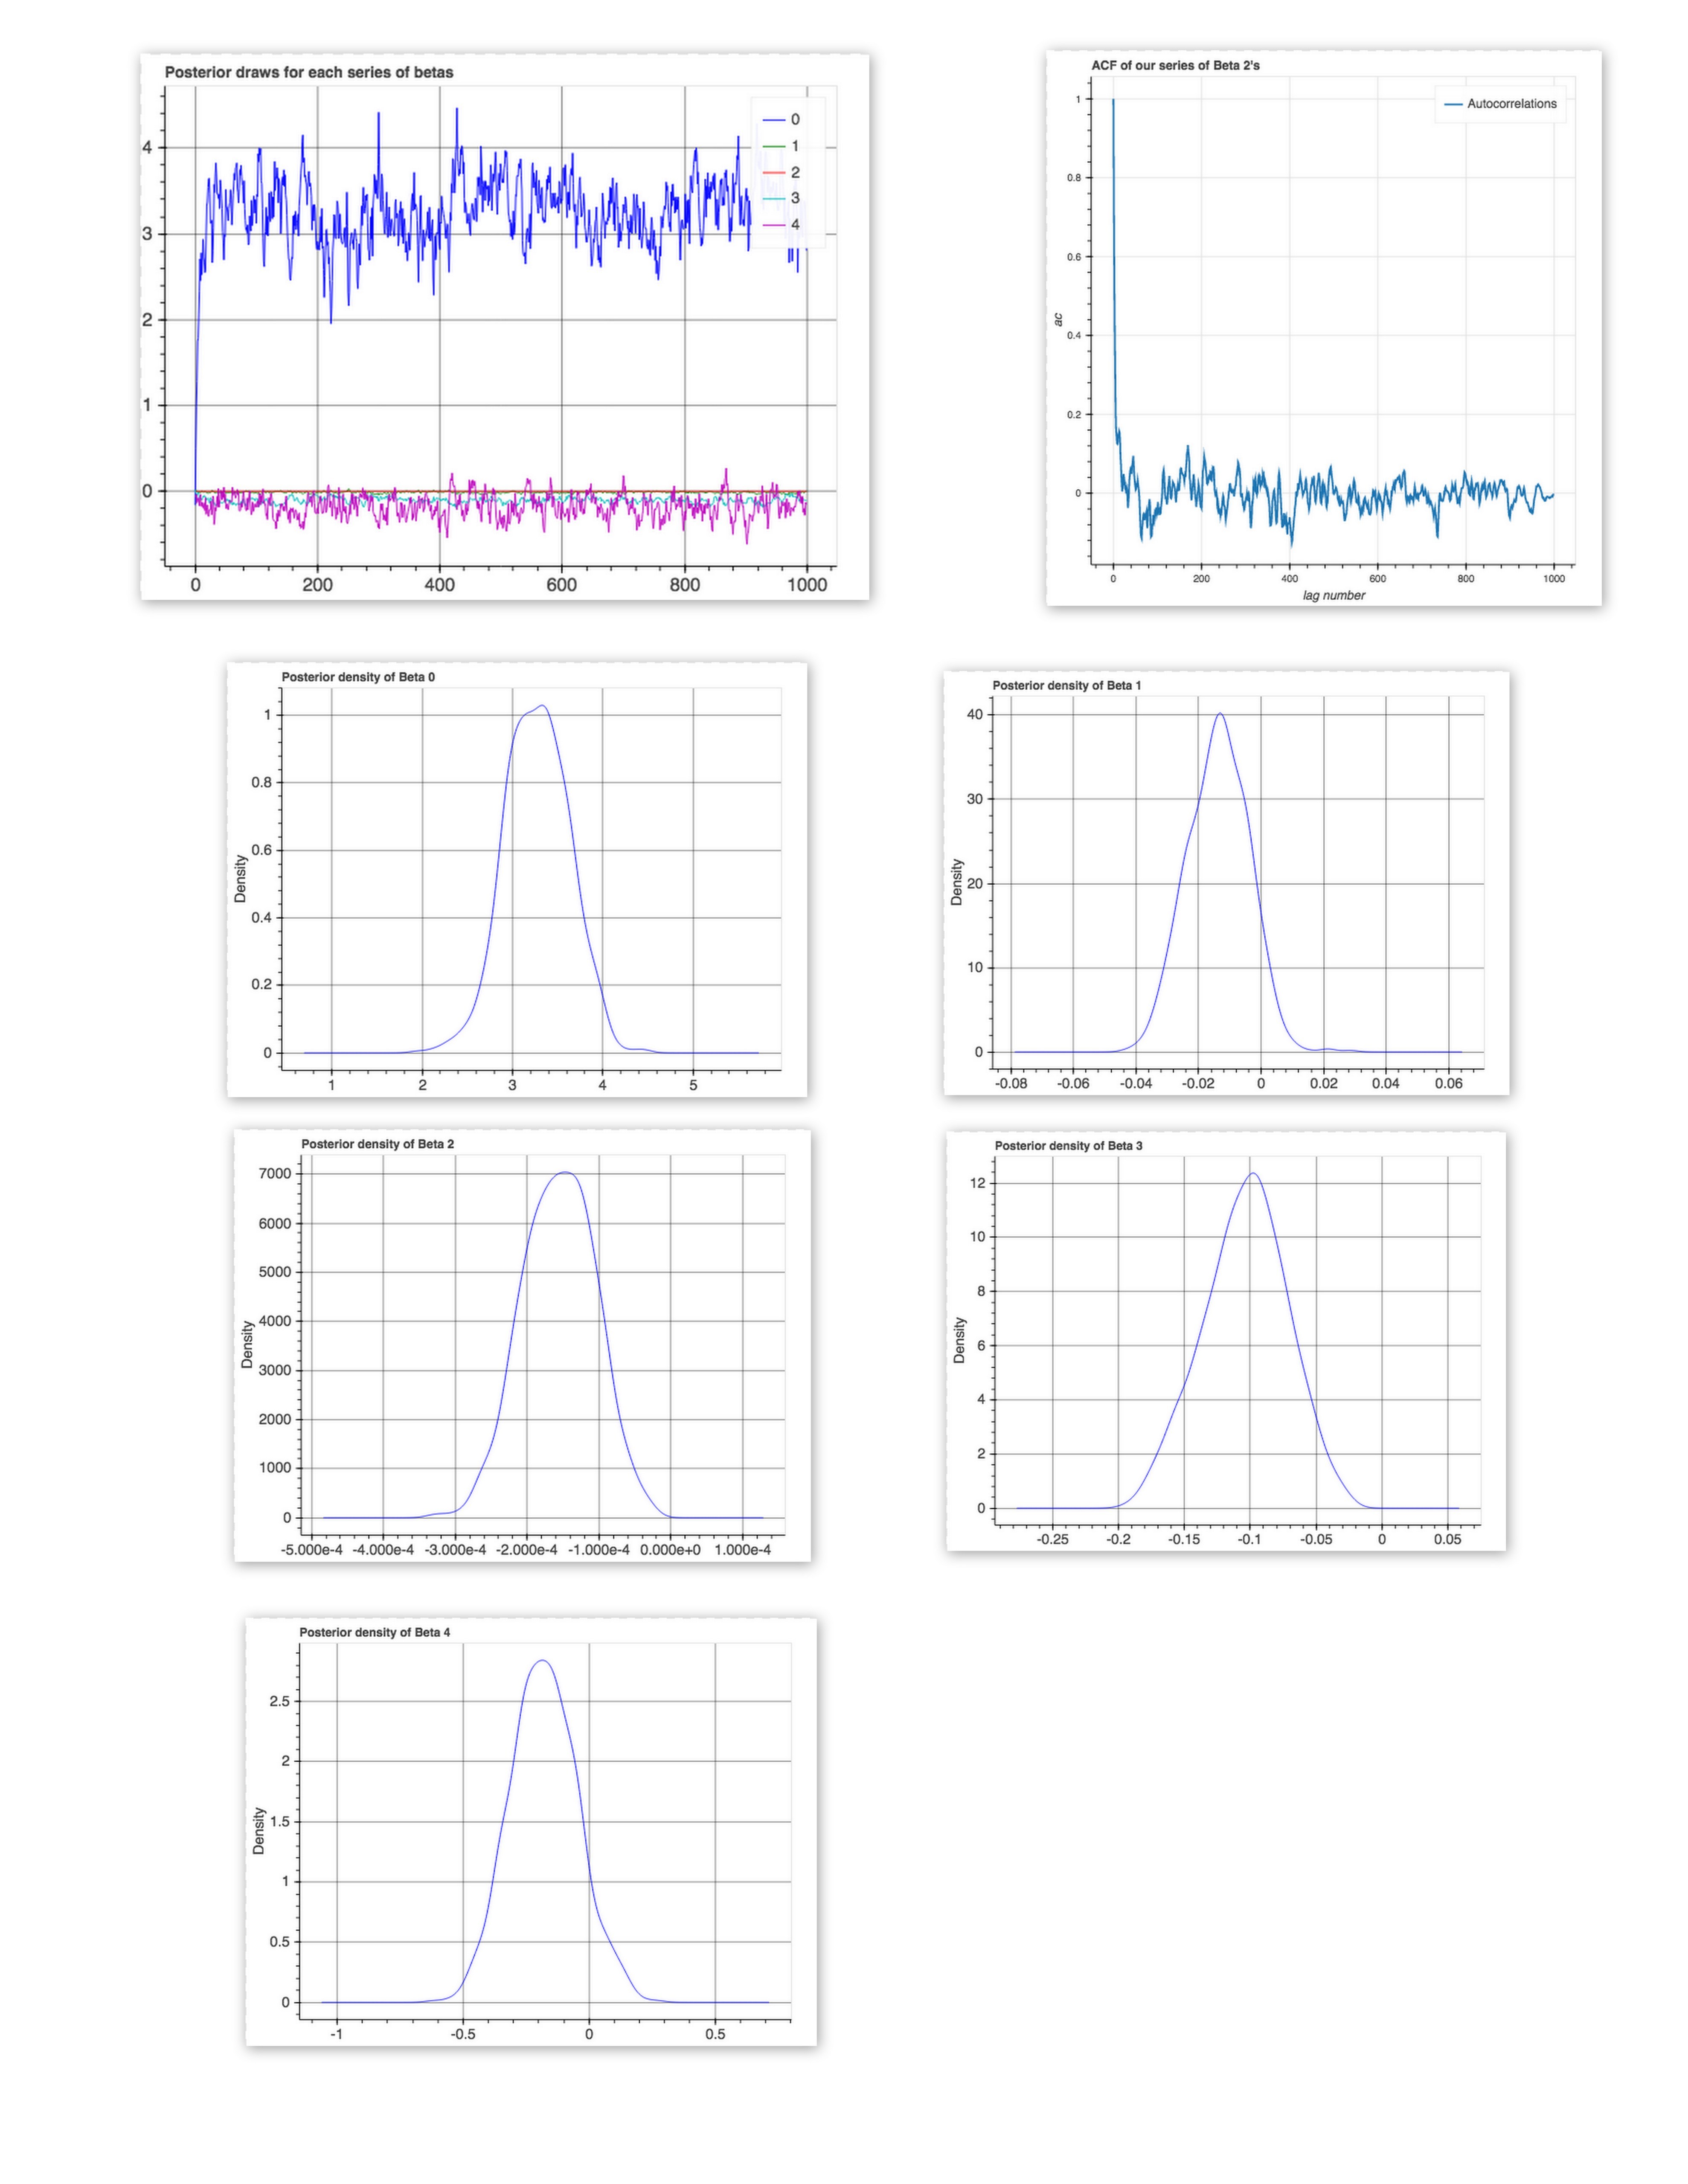 Posterior draws for each series of betas
4
3
2
1
0
0 200 400 600 800 1000
0
1
2
3
4
ACF of our series of Beta 2's
Autocorrelations
ac
1
0.8
0.6
0.4
0.2
0
0 200 400 600 800 1000
lag number
Posterior density of Beta 0
Density
1
0.8
0.6
0.4
0.2
0
1 2 3 4 5
Posterior density of Beta 1
Density
40
30
20
10
0
-0.08 -0.06 -0.04 -0.02 0 0.02 0.04 0.06
Posterior density of Beta 2
Density
7000
6000
5000
4000
3000
2000
1000
0
-5.000e-4 -4.000e-4 -3.000e-4 -2.000e-4 -1.000e-4 0.000e+0 1.000e-4
Posterior density of Beta 3
Density
12
10
8
6
4
2
0
-0.25 -0.2 -0.15 -0.1 -0.05 0 0.05
Posterior density of Beta 4
Density
2.5
2
1.5
1
0.5
0
-1 -0.5 0 0.5